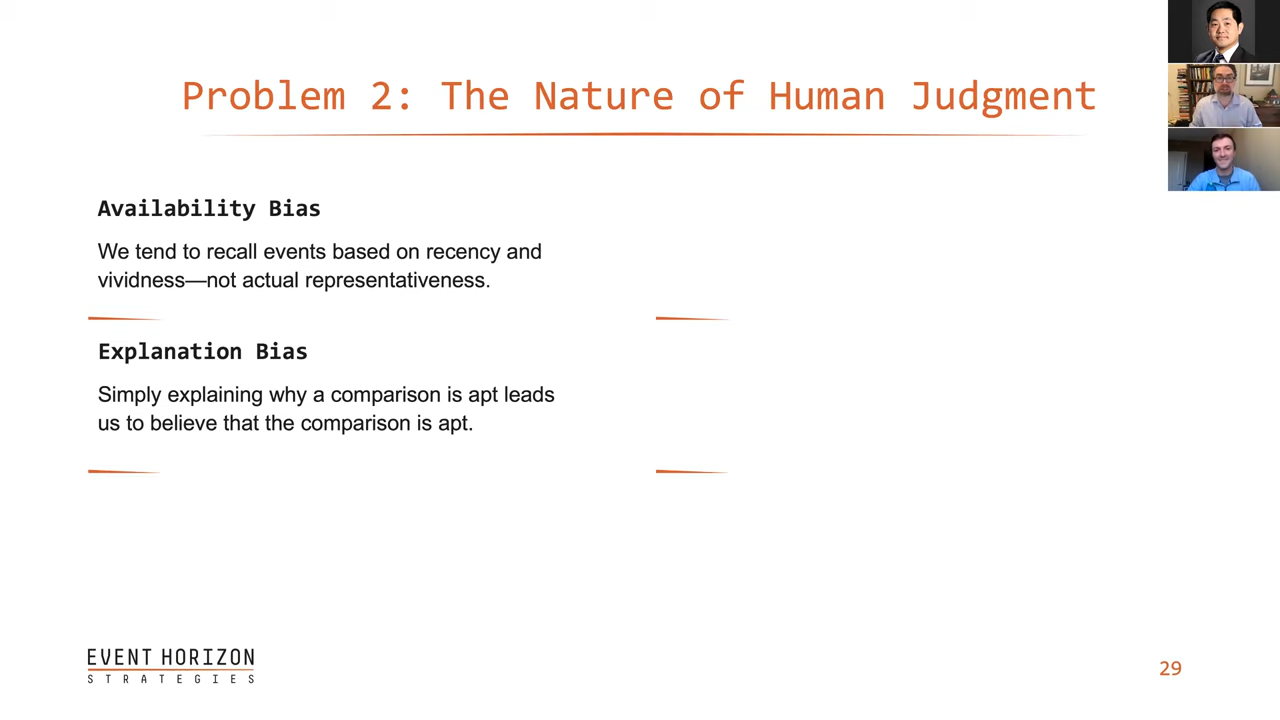 Problem 2: The Nature of Human Judgment
Availability Bias
We tend to recall events based on recency and
vividness—not actual representativeness.
Explanation Bias
Simply explaining why a comparison is apt leads
us to believe that the comparison is apt.
EVENT HORIZON
STRATEGIES
29